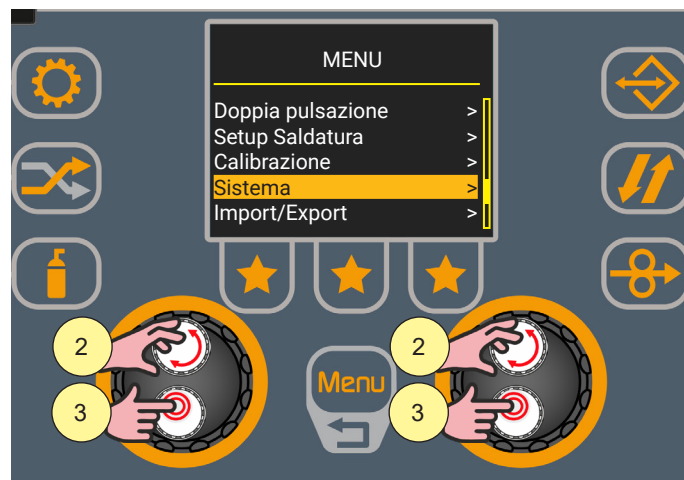 MENU
Doppia pulsazione >
Setup Saldatura >
Calibrazione >
Sistema >
Import/Export >
2
3
2
3
Menu